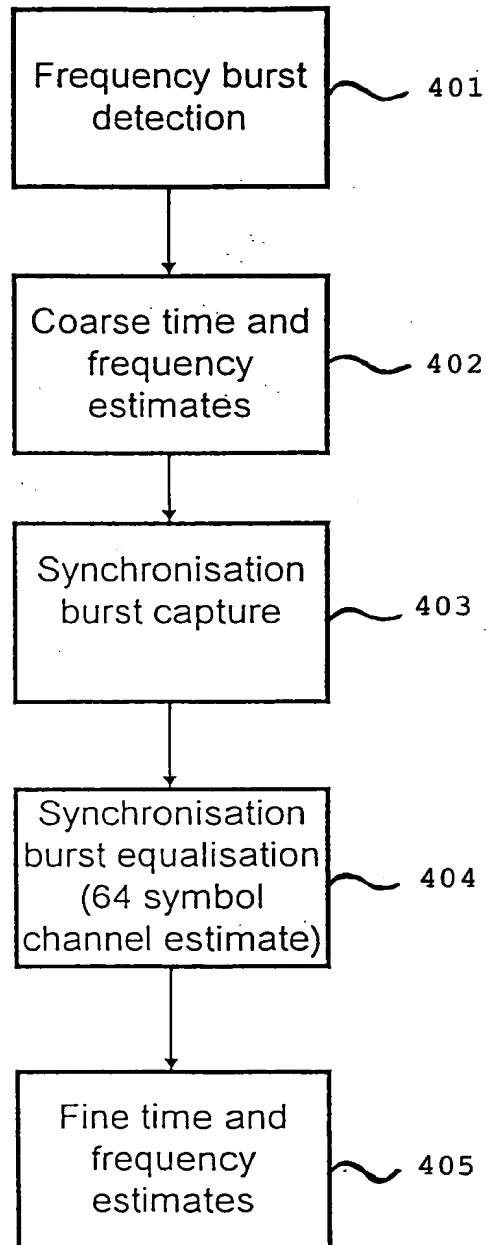 Frequency burst
detection
401
Coarse time and
frequency
estimates
402
Synchronisation
burst capture
403
Synchronisation
burst equalisation
(64 symbol
channel estimate)
404
Fine time and
frequency
estimates
405